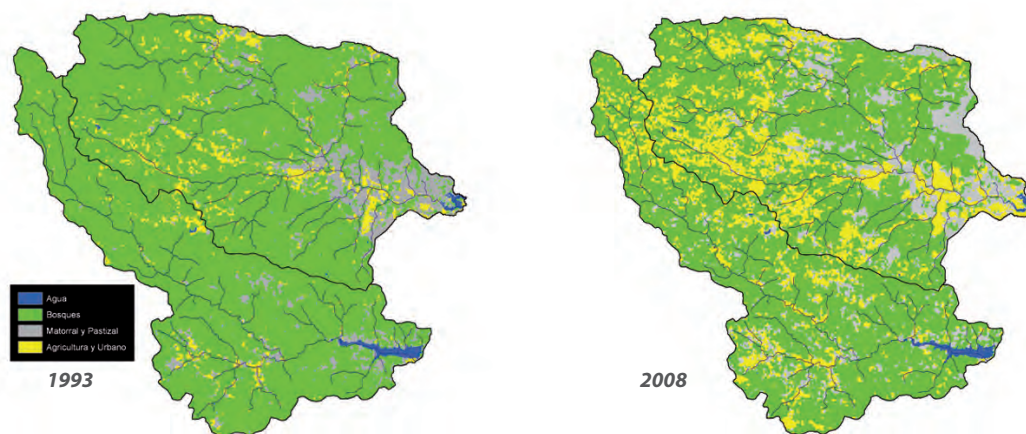 Agua
Bosques
Matorral y Pastizal
Agricultura y Urbano
1993
2008